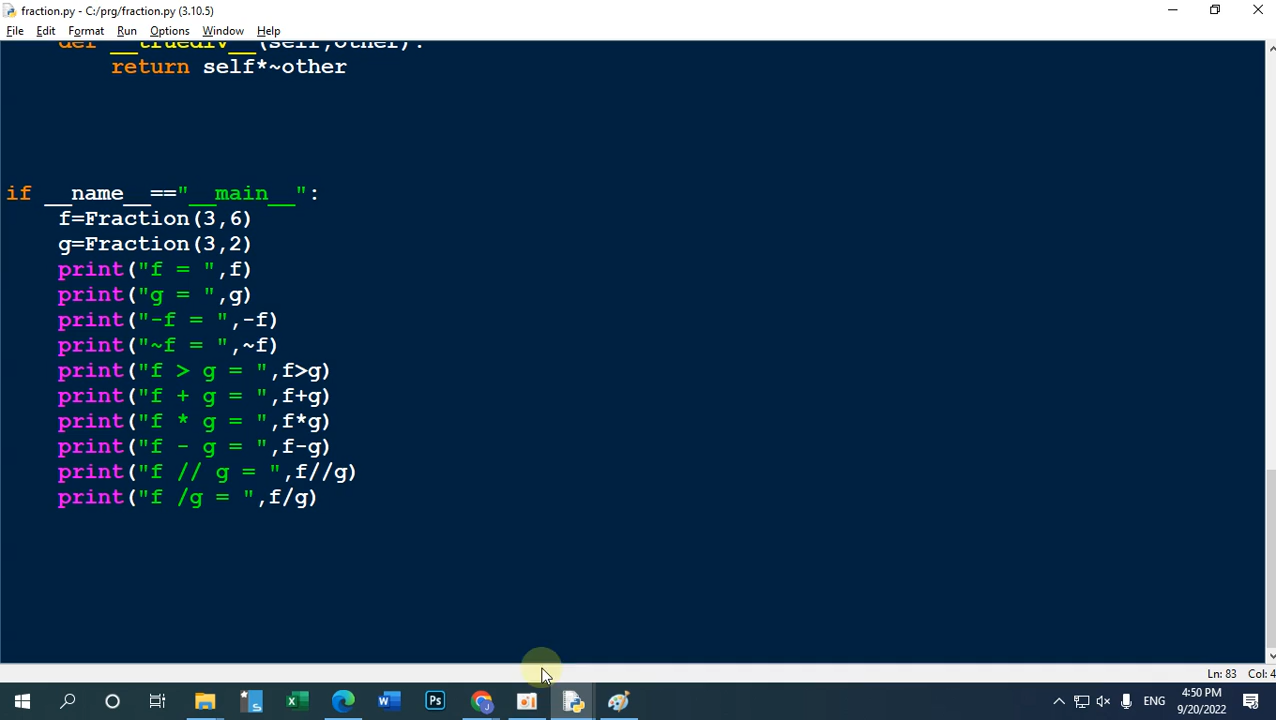 fraction.py - C:/prg/fraction.py (3.10.5)
File Edit Format Run Options Window Help
def __truediv__(self,other):
return self*~other
if __name__=="__main__":
f=Fraction(3,6)
g=Fraction(3,2)
print("f = ",f)
print("g = ",g)
print("-f = ",-f)
print("~f = ",~f)
print("f > g = ",f>g)
print("f + g = ",f+g)
print("f * g = ",f*g)
print("f - g = ",f-g)
print("f // g = ",f//g)
print("f /g = ",f/g)
Ln: 83 Col: 4
Ps
ENG
4:50 PM
9/20/2022